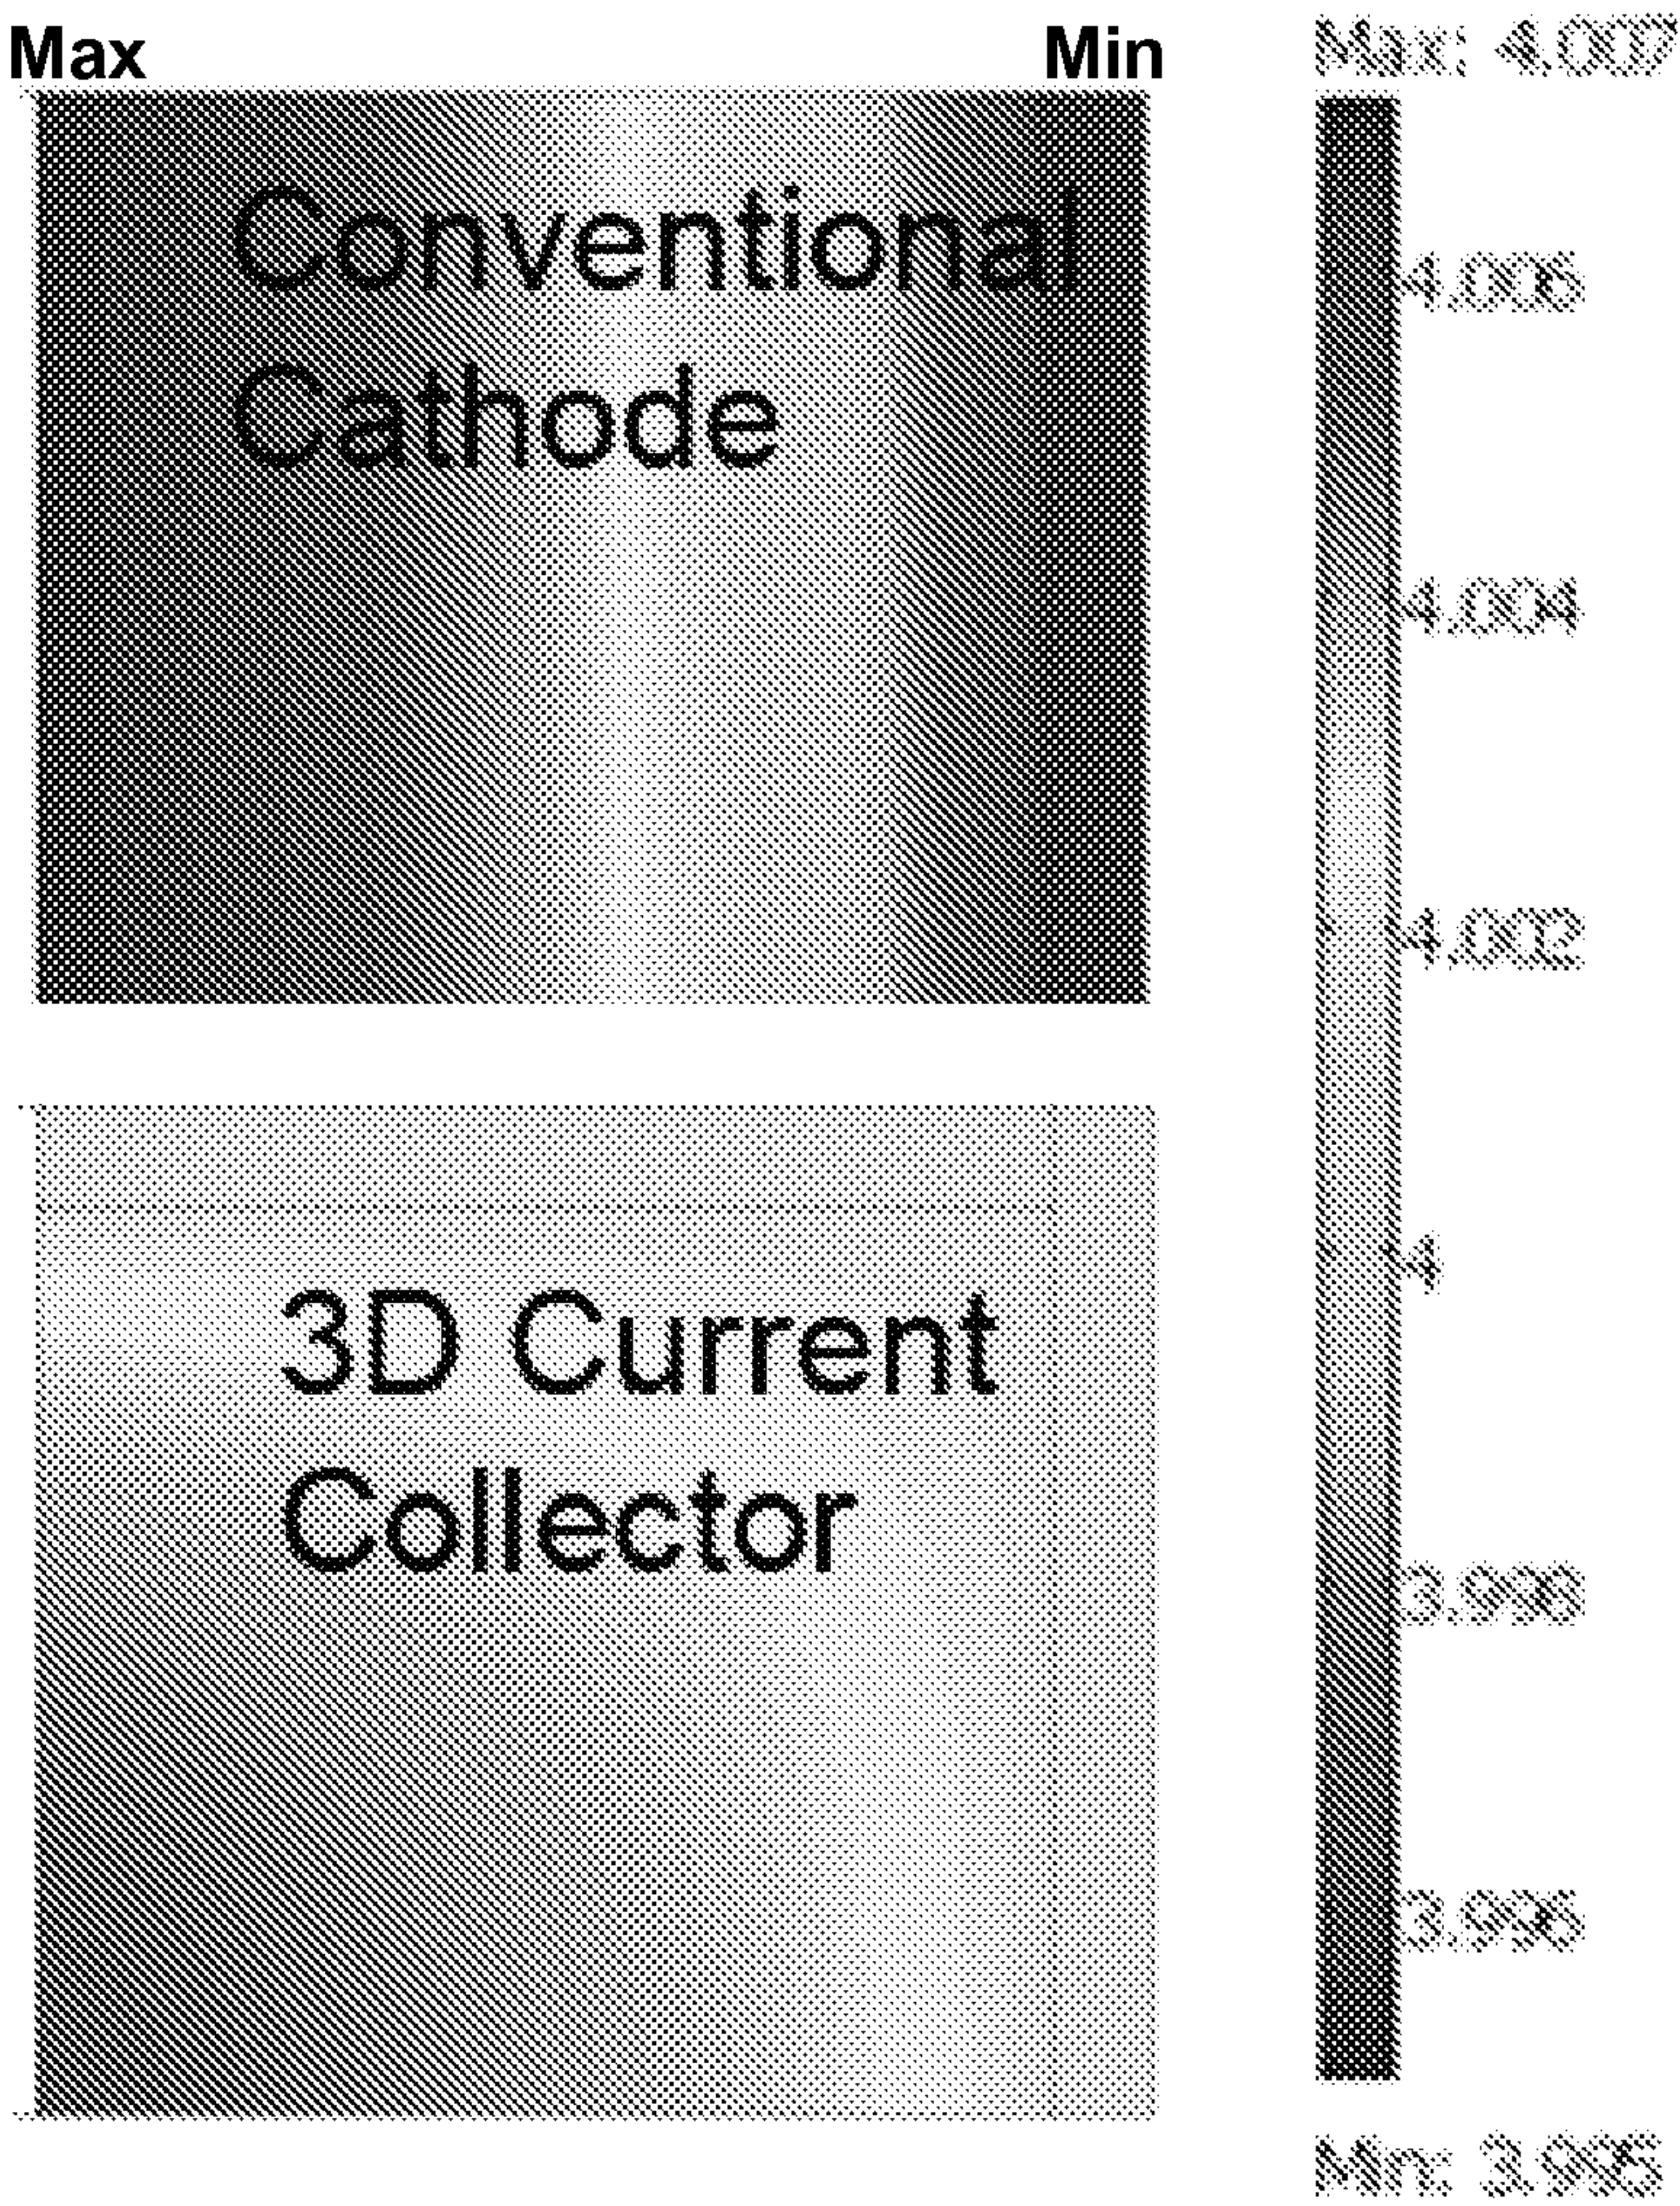 Max
Min
Max: 4.007
Conventional
Cathode
4.006
4.004
4.002
4
3D Current
Collector
3.998
3.996
Min: 3.995